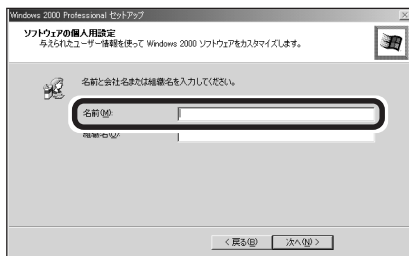 Windows 2000 Professional セットアップ
ソフトウェアの個人用設定
与えられたユーザー情報を使って Windows 2000 ソフトウェアをカスタマイズします。
名前と会社名または組織名を入力してください。
名前(M):
組織名(O):
< 戻る(B)
次へ(N) >